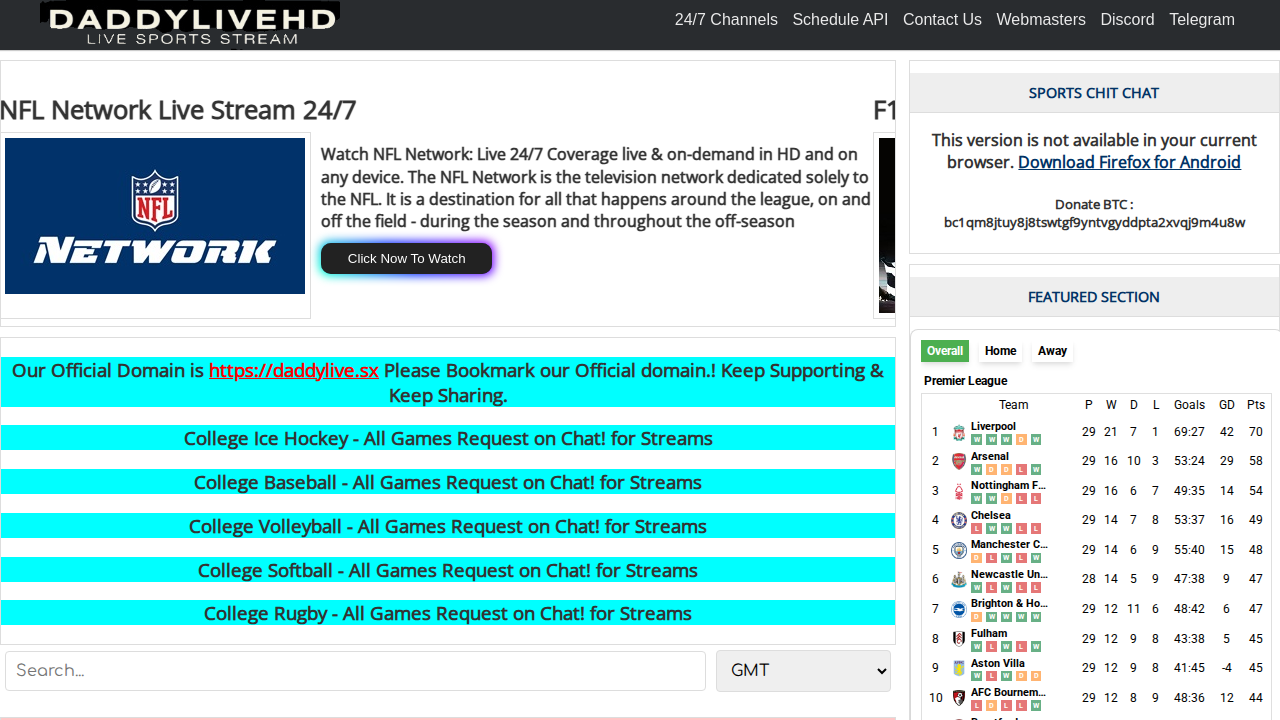 DADDYLIVEHD
LIVE SPORTS STREAM
24/7 Channels Schedule API Contact Us Webmasters Discord Telegram
NFL Network Live Stream 24/7
NFL
NETWORK
Watch NFL Network: Live 24/7 Coverage live & on-demand in HD and on
any device. The NFL Network is the television network dedicated solely to
the NFL. It is a destination for all that happens around the league, on and
off the field - during the season and throughout the off-season
Click Now To Watch
F1
Our Official Domain is https://daddylive.sx Please Bookmark our Official domain.! Keep Supporting &
Keep Sharing.
College Ice Hockey - All Games Request on Chat! for Streams
College Baseball - All Games Request on Chat! for Streams
College Volleyball - All Games Request on Chat! for Streams
College Softball - All Games Request on Chat! for Streams
College Rugby - All Games Request on Chat! for Streams
Search...
GMT
SPORTS CHIT CHAT
This version is not available in your current
browser. Download Firefox for Android
Donate BTC :
bc1qm8jtuy8j8tswtgf9yntvgyddpta2xvqj9m4u8w
FEATURED SECTION
Overall Home Away
Premier League
Team P W D L Goals GD Pts
1 Liverpool 29 21 7 1 69:27 42 70
W W W D W
2 Arsenal 29 16 10 3 53:24 29 58
W D D L W
3 Nottingham F... 29 16 6 7 49:35 14 54
W W D L L
4 Chelsea 29 14 7 8 53:37 16 49
L W W L L
5 Manchester C... 29 14 6 9 55:40 15 48
D L W L W
6 Newcastle Un... 28 14 5 9 47:38 9 47
W L W L L
7 Brighton & Ho... 29 12 11 6 48:42 6 47
D W W W W
8 Fulham 29 12 9 8 43:38 5 45
W L W L W
9 Aston Villa 29 12 9 8 41:45 -4 45
W L W D D
10 AFC Bournem... 29 12 8 9 48:36 12 44
L D L L W